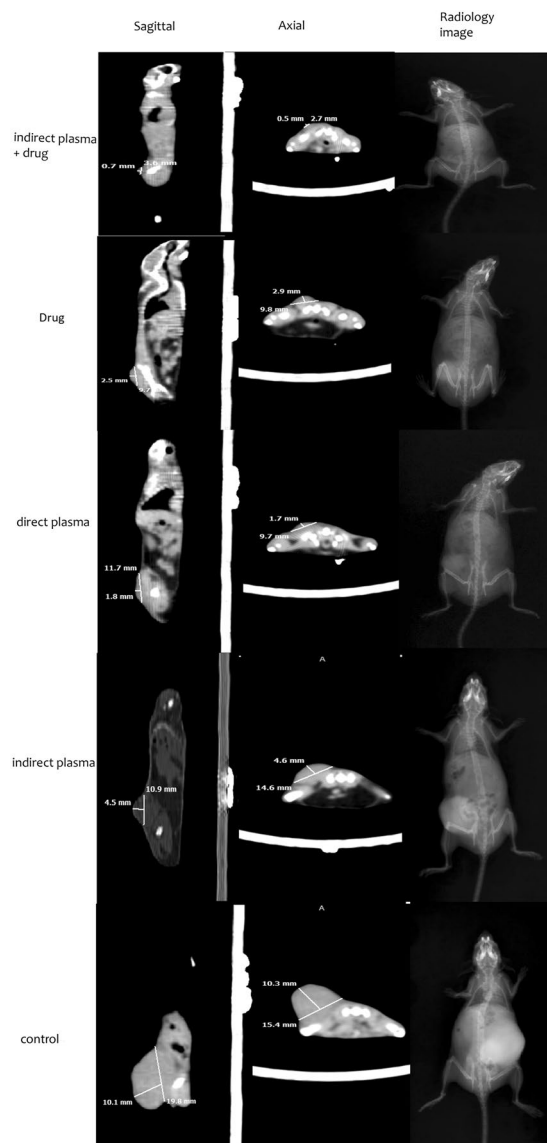 Sagittal
Axial
Radiology
image
indirect plasma
+ drug
0.7 mm
3.6 mm
0.5 mm
2.7 mm
Drug
2.5 mm
2.9 mm
9.8 mm
direct plasma
11.7 mm
1.8 mm
1.7 mm
9.7 mm
A
indirect plasma
4.5 mm
10.9 mm
4.6 mm
14.6 mm
A
control
10.1 mm
19.8 mm
10.3 mm
15.4 mm